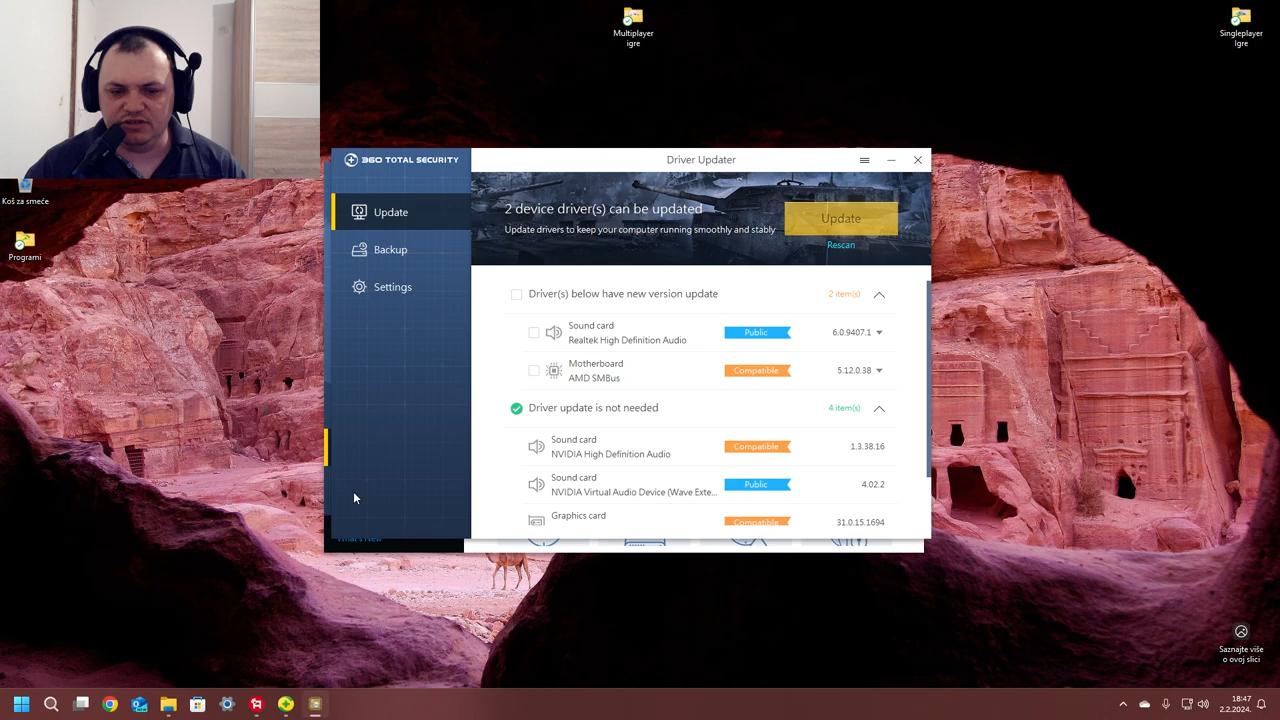 Multiplayer
igre
Singleplayer
Igre
Koš za smeće
Programi
360 TOTAL SECURITY
Driver Updater
Update
Backup
Settings
2 device driver(s) can be updated
Update drivers to keep your computer running smoothly and stably
Update
Rescan
Driver(s) below have new version update
2 item(s)
Sound card
Realtek High Definition Audio
Public
6.0.9407.1
Motherboard
AMD SMBus
Compatible
5.12.0.38
Driver update is not needed
4 item(s)
Sound card
NVIDIA High Definition Audio
Compatible
1.3.38.16
Sound card
NVIDIA Virtual Audio Device (Wave Exte...
Public
4.02.2
Graphics card
Compatible
31.0.15.1694
What's New
Saznajte više
o ovoj slici
18:47
2.2.2024.